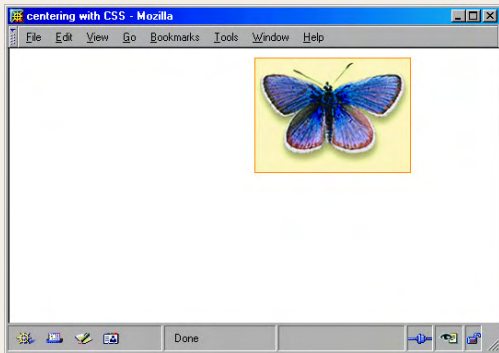 centering with CSS - Mozilla
File Edit View Go Bookmarks Tools Window Help
Done